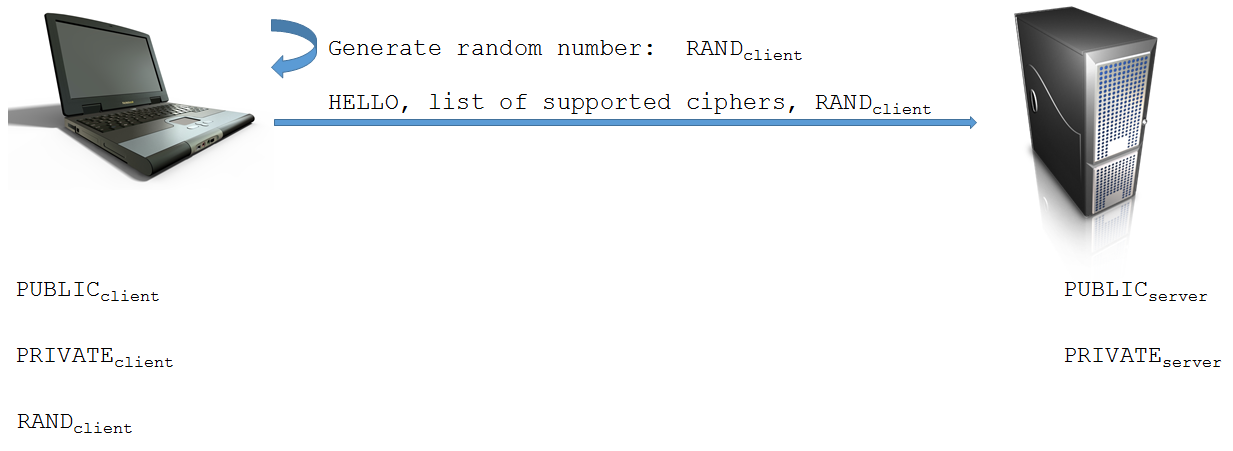 Generate random number: RANDclient
HELLO, list of supported ciphers, RANDclient
PUBLICclient
PUBLICserver
PRIVATEclient
PRIVATEserver
RANDclient